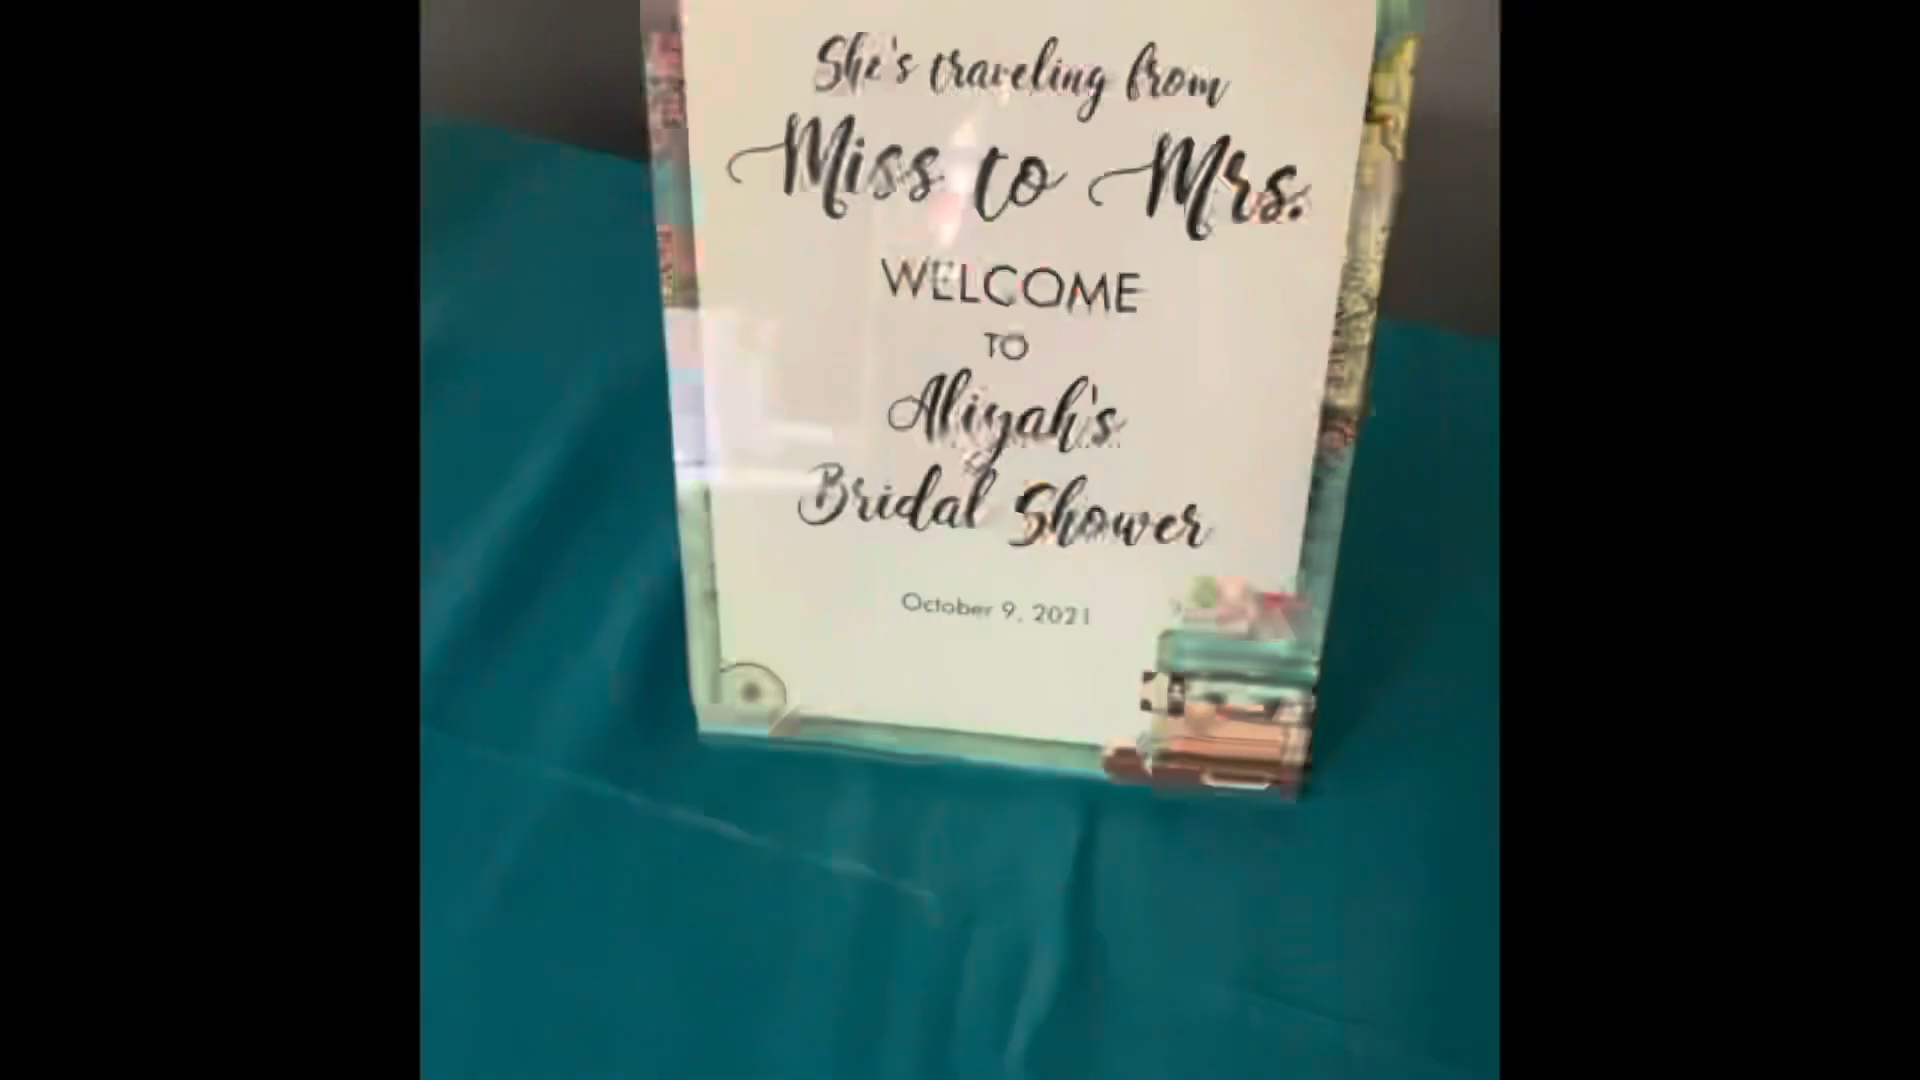 She's traveling from
Miss to Mrs.
WELCOME
TO
Aliyah's
Bridal Shower
October 9, 2021